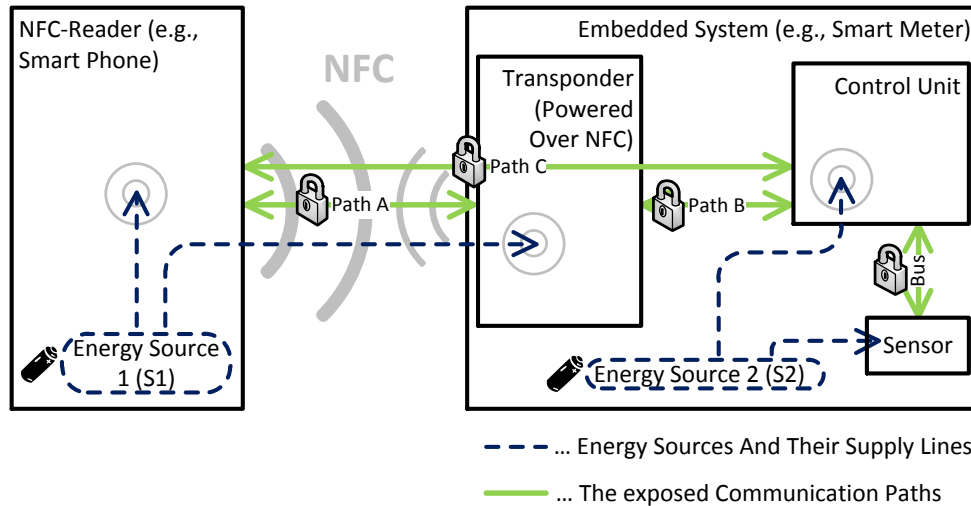 NFC-Reader (e.g.,
Smart Phone)
NFC
Embedded System (e.g., Smart Meter)
Transponder
(Powered
Over NFC)
Control Unit
Path C
Path A
Path B
Bus
Sensor
Energy Source
1 (S1)
Energy Source 2 (S2)
... Energy Sources And Their Supply Lines
... The exposed Communication Paths